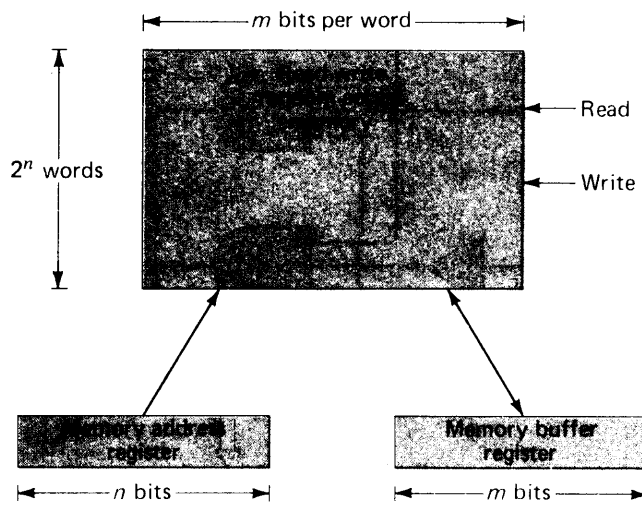 m bits per word
2ⁿ words
Read
Write
Memory address
register
Memory buffer
register
n bits
m bits